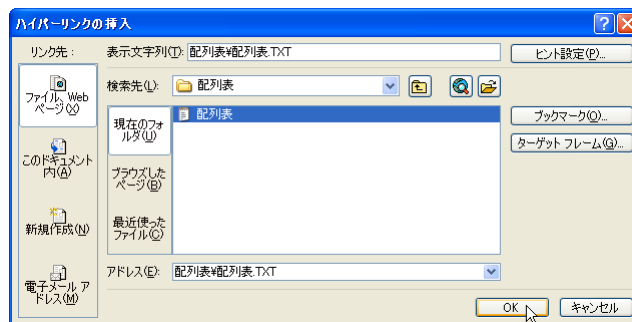 ハイパーリンクの挿入
リンク先：
表示文字列(T): 配列表¥配列表.TXT
ヒント設定(P)...
ファイル、Web
ページ(X)
検索先(L): 配列表
現在のフォ
ルダ(U)
配列表
ブックマーク(O)...
ターゲット フレーム(G)...
このドキュメント
内(A)
ブラウズした
ページ(B)
新規作成(N)
最近使った
ファイル(C)
電子メール ア
ドレス(M)
アドレス(E): 配列表¥配列表.TXT
OK
キャンセル